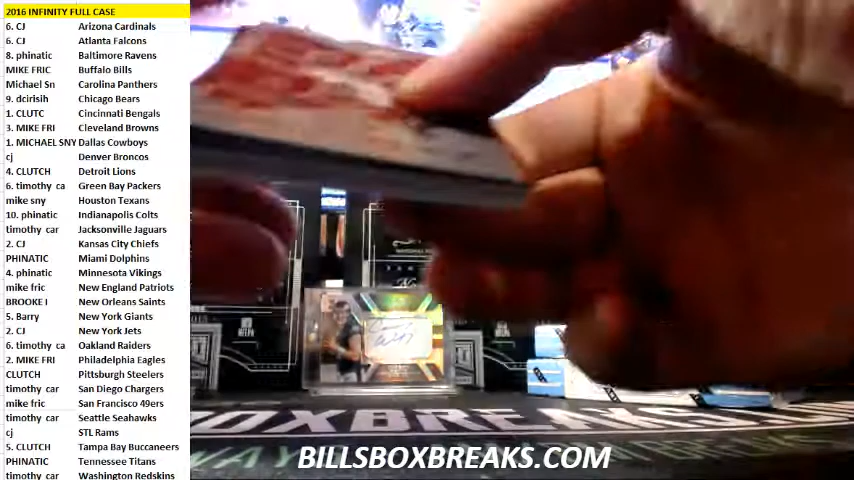 2016 INFINITY FULL CASE
6. CJ Arizona Cardinals
6. CJ Atlanta Falcons
8. phinatic Baltimore Ravens
MIKE FRIC Buffalo Bills
Michael Sn Carolina Panthers
9. dcirisih Chicago Bears
1. CLUTC Cincinnati Bengals
3. MIKE FRI Cleveland Browns
1. MICHAEL SNY Dallas Cowboys
cj Denver Broncos
4. CLUTCH Detroit Lions
6. timothy ca Green Bay Packers
mike sny Houston Texans
10. phinatic Indianapolis Colts
timothy car Jacksonville Jaguars
2. CJ Kansas City Chiefs
PHINATIC Miami Dolphins
4. phinatic Minnesota Vikings
mike fric New England Patriots
BROOKE I New Orleans Saints
5. Barry New York Giants
2. CJ New York Jets
6. timothy ca Oakland Raiders
2. MIKE FRI Philadelphia Eagles
CLUTCH Pittsburgh Steelers
timothy car San Diego Chargers
mike fric San Francisco 49ers
timothy car Seattle Seahawks
cj STL Rams
5. CLUTCH Tampa Bay Buccaneers
PHINATIC Tennessee Titans
timothy car Washington Redskins
OXBREAKS.CO
BILLSBOXBREAKS.COM